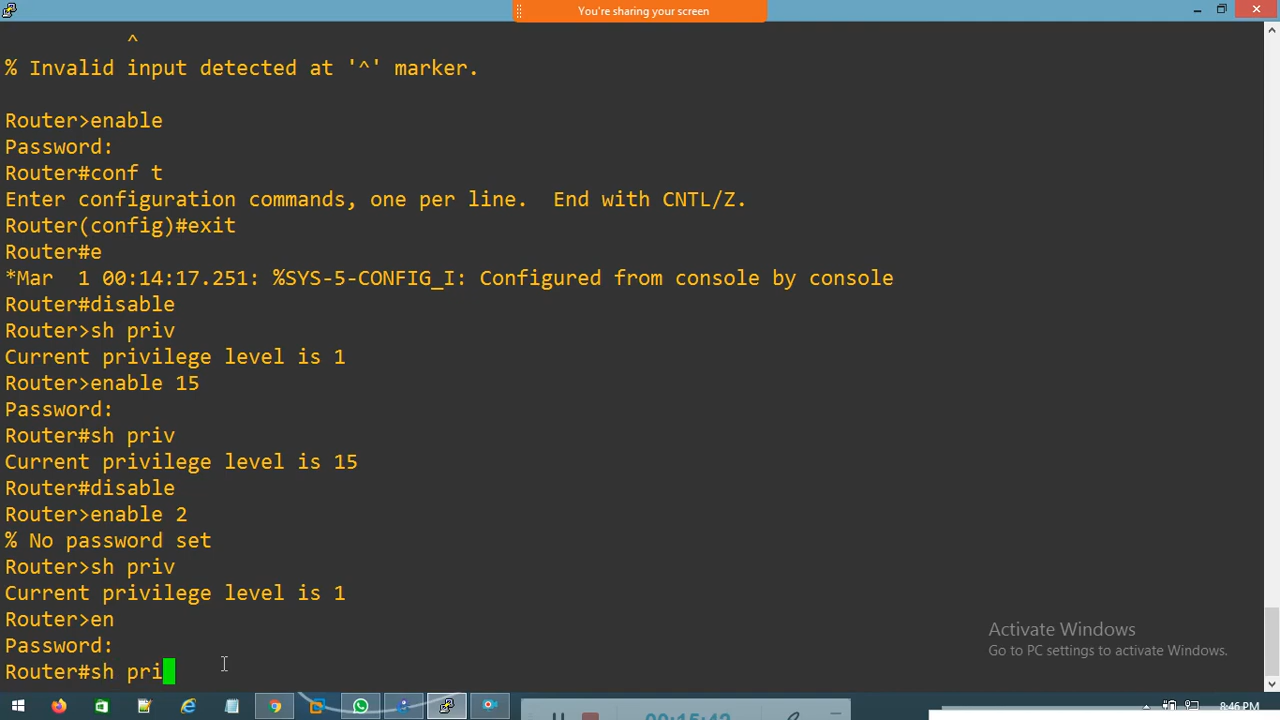 You're sharing your screen
^
% Invalid input detected at '^' marker.
Router>enable
Password:
Router#conf t
Enter configuration commands, one per line.  End with CNTL/Z.
Router(config)#exit
Router#e
*Mar  1 00:14:17.251: %SYS-5-CONFIG_I: Configured from console by console
Router#disable
Router>sh priv
Current privilege level is 1
Router>enable 15
Password:
Router#sh priv
Current privilege level is 15
Router#disable
Router>enable 2
% No password set
Router>sh priv
Current privilege level is 1
Router>en
Password:
Router#sh pri
Activate Windows
Go to PC settings to activate Windows.
00:15:42
8:46 PM